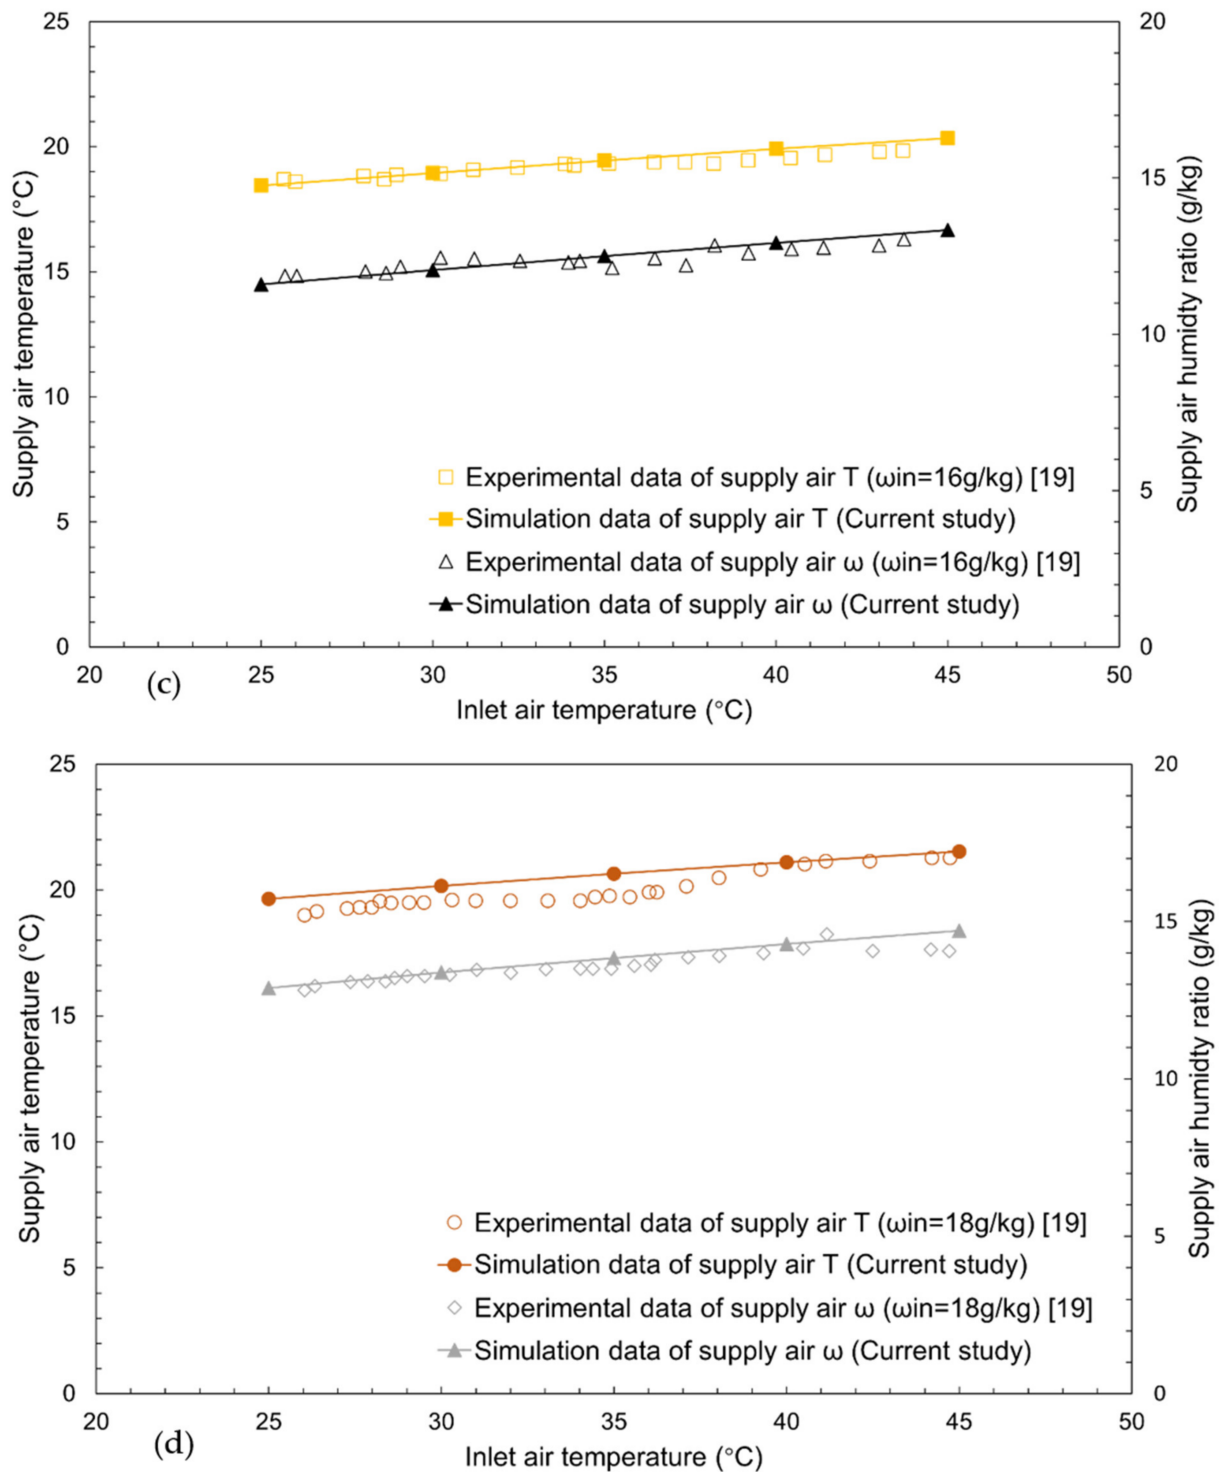 25
20
15
10
5
0
Supply air temperature (°C)
20
15
10
5
0
Supply air humidty ratio (g/kg)
Experimental data of supply air T (ωin=16g/kg) [19]
Simulation data of supply air T (Current study)
Experimental data of supply air ω (ωin=16g/kg) [19]
Simulation data of supply air ω (Current study)
20 25 30 35 40 45 50
(c)
Inlet air temperature (°C)
25
20
15
10
5
0
Supply air temperature (°C)
20
15
10
5
0
Supply air humidty ratio (g/kg)
Experimental data of supply air T (ωin=18g/kg) [19]
Simulation data of supply air T (Current study)
Experimental data of supply air ω (ωin=18g/kg) [19]
Simulation data of supply air ω (Current study)
20 25 30 35 40 45 50
(d)
Inlet air temperature (°C)